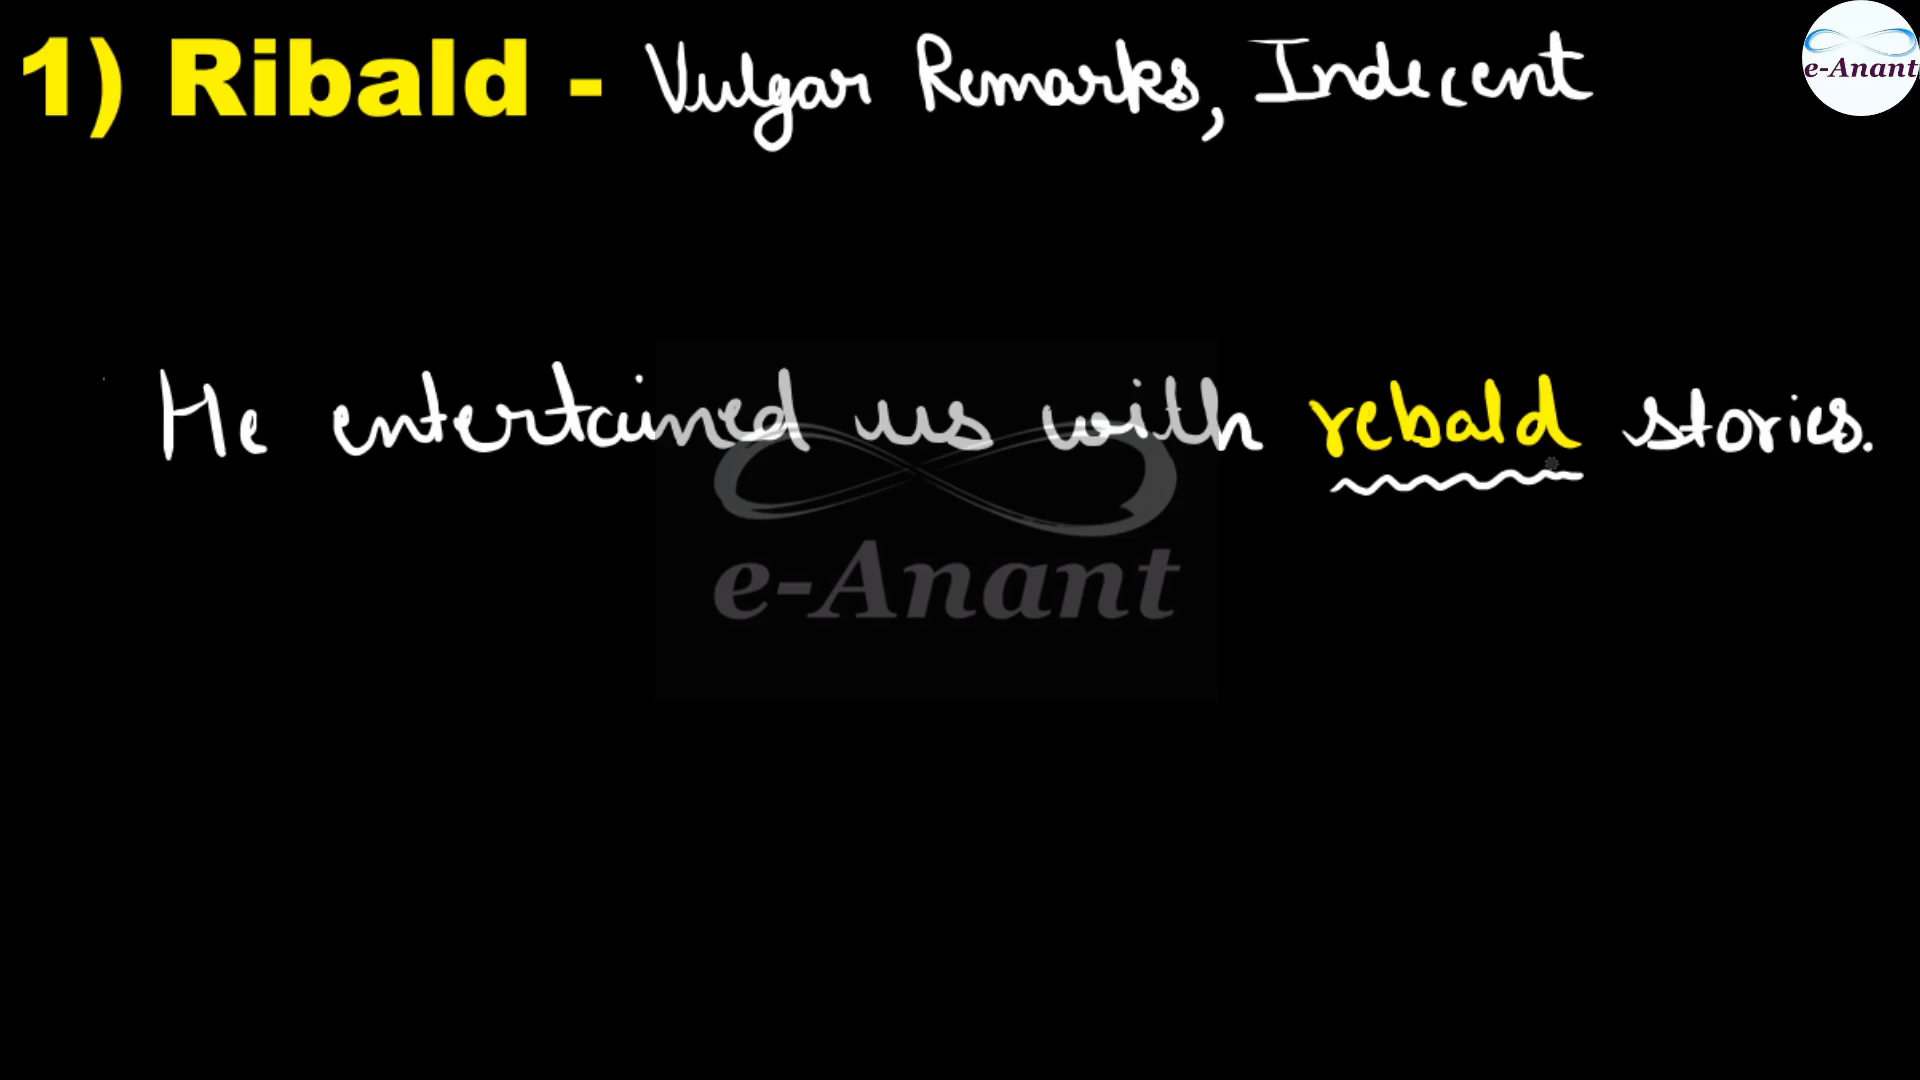 1) Ribald - Vulgar Remarks, Indecent
e-Anant
He entertained us with rebald stories.
e-Anant